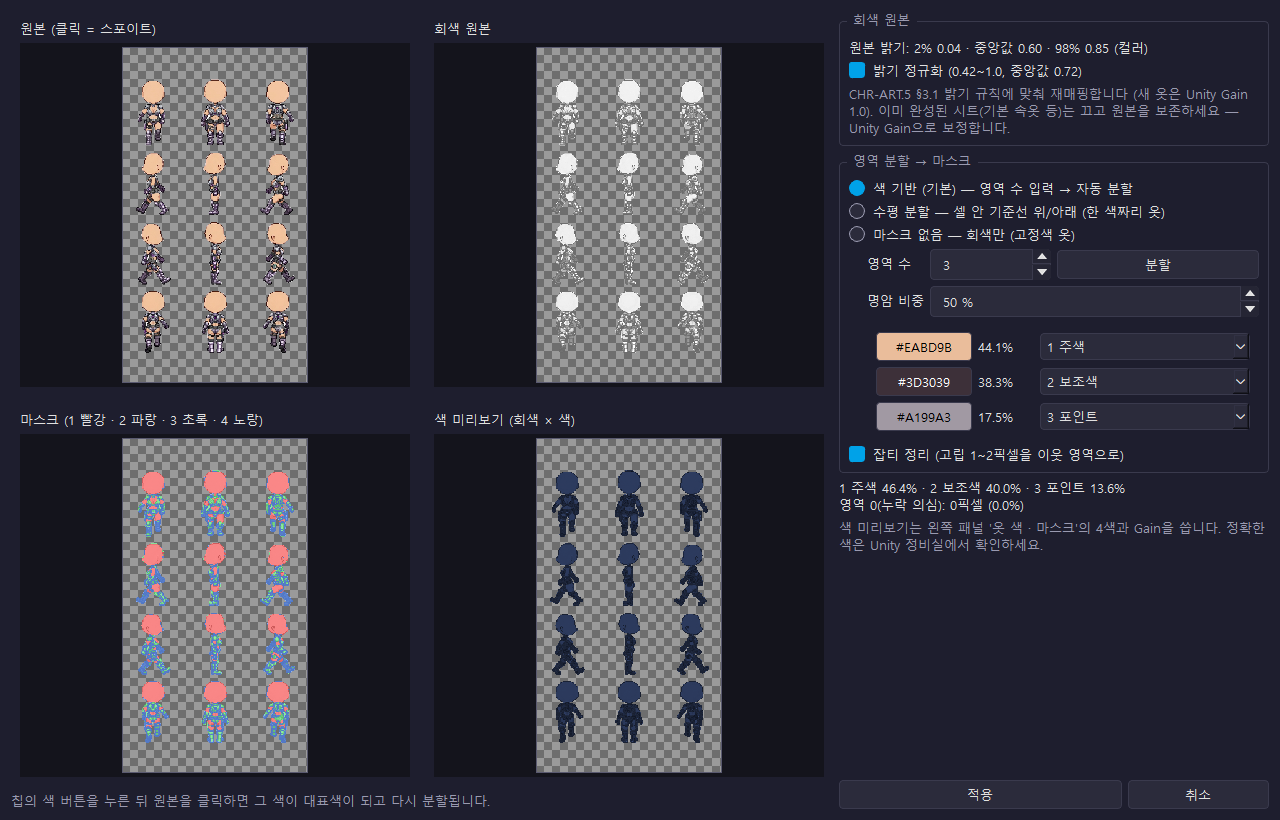 원본 (클릭 = 스포이트)
회색 원본
마스크 (1 빨강 · 2 파랑 · 3 초록 · 4 노랑)
색 미리보기 (회색 × 색)
칩의 색 버튼을 누른 뒤 원본을 클릭하면 그 색이 대표색이 되고 다시 분할됩니다.
회색 원본
원본 밝기: 2% 0.04 · 중앙값 0.60 · 98% 0.85 (컬러)
밝기 정규화 (0.42~1.0, 중앙값 0.72)
CHR-ART.5 §3.1 밝기 규칙에 맞춰 재매핑합니다 (새 옷은 Unity Gain
1.0). 이미 완성된 시트(기본 속옷 등)는 끄고 원본을 보존하세요 —
Unity Gain으로 보정합니다.
영역 분할 → 마스크
색 기반 (기본) — 영역 수 입력 → 자동 분할
수평 분할 — 셀 안 기준선 위/아래 (한 색짜리 옷)
마스크 없음 — 회색만 (고정색 옷)
영역 수 3 분할
명암 비중 50 %
#EABD9B 44.1% 1 주색
#3D3039 38.3% 2 보조색
#A199A3 17.5% 3 포인트
잡티 정리 (고립 1~2픽셀을 이웃 영역으로)
1 주색 46.4% · 2 보조색 40.0% · 3 포인트 13.6%
영역 0(누락 의심): 0픽셀 (0.0%)
색 미리보기는 왼쪽 패널 '옷 색 · 마스크'의 4색과 Gain을 씁니다. 정확한
색은 Unity 정비실에서 확인하세요.
적용 취소